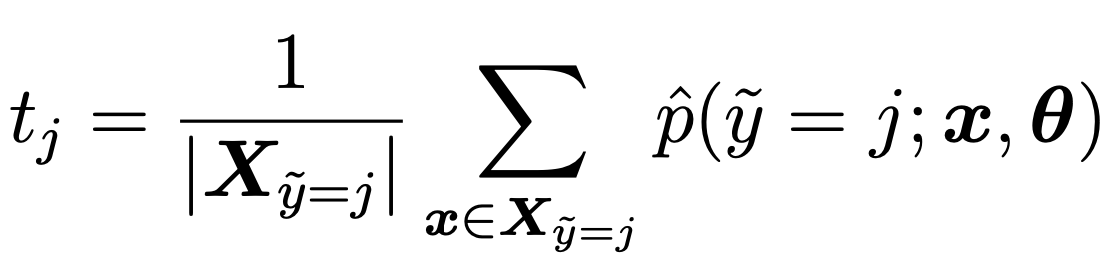 t_j = \frac{1}{|\boldsymbol{X}_{\tilde{y}=j}|} \sum_{\boldsymbol{x} \in \boldsymbol{X}_{\tilde{y}=j}} \hat{p}(\tilde{y} = j; \boldsymbol{x}, \boldsymbol{\theta})